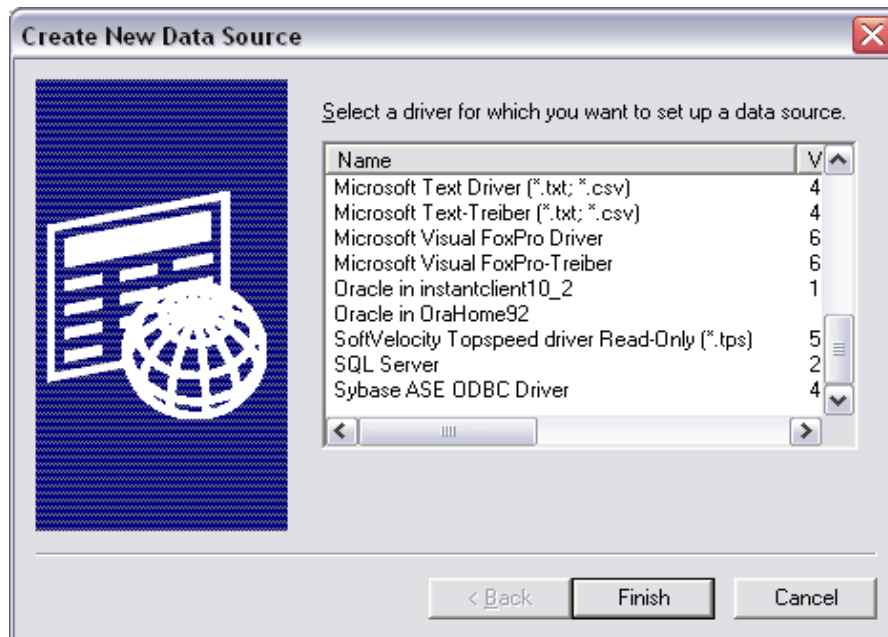 Create New Data Source
Select a driver for which you want to set up a data source.
Name V
Microsoft Text Driver (*.txt; *.csv) 4
Microsoft Text-Treiber (*.txt; *.csv) 4
Microsoft Visual FoxPro Driver 6
Microsoft Visual FoxPro-Treiber 6
Oracle in instantclient10_2 1
Oracle in OraHome92
SoftVelocity Topspeed driver Read-Only (*.tps) 5
SQL Server 2
Sybase ASE ODBC Driver 4
< Back Finish Cancel